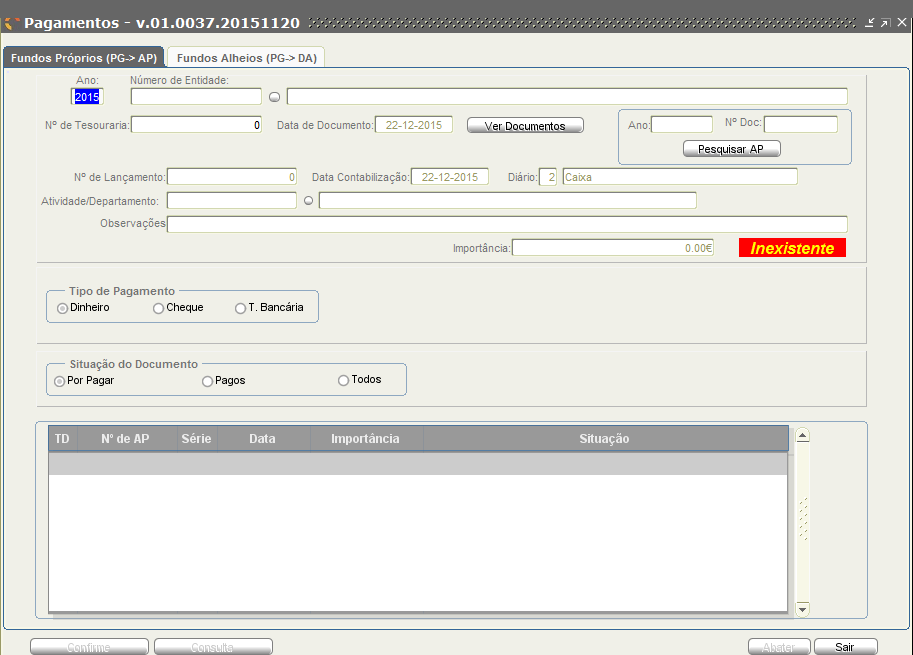 Pagamentos - v.01.0037.20151120
Fundos Próprios (PG-> AP) Fundos Alheios (PG-> DA)
Ano: Número de Entidade:
2015
Nº de Tesouraria: 0 Data de Documento: 22-12-2015 Ver Documentos Ano: Nº Doc:
Pesquisar AP
Nº de Lançamento: 0 Data Contabilização: 22-12-2015 Diário: 2 Caixa
Atividade/Departamento:
Observações
Importância: 0.00€ Inexistente
Tipo de Pagamento
Dinheiro Cheque T. Bancária
Situação do Documento
Por Pagar Pagos Todos
TD Nº de AP Série Data Importância Situação
Confirme Consulta Abater Sair